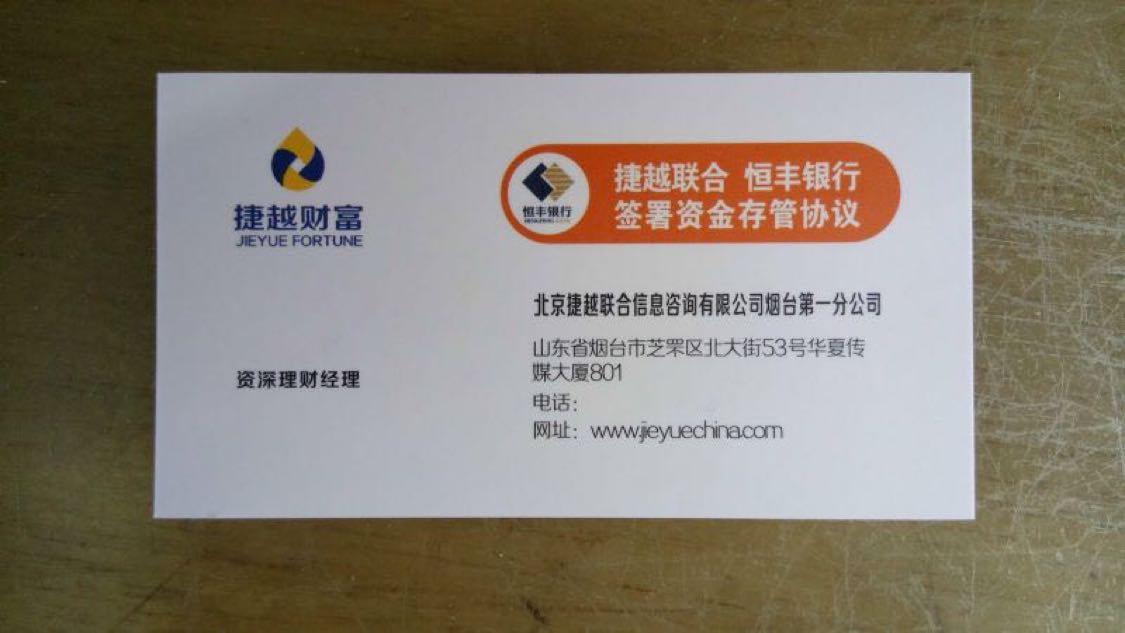 捷越财富
JIEYUE FORTUNE
资深理财经理
恒丰银行
捷越联合 恒丰银行
签署资金存管协议
北京捷越联合信息咨询有限公司烟台第一分公司
山东省烟台市芝罘区北大街53号华夏传
媒大厦801
电话：
网址：www.jieyuechina.com